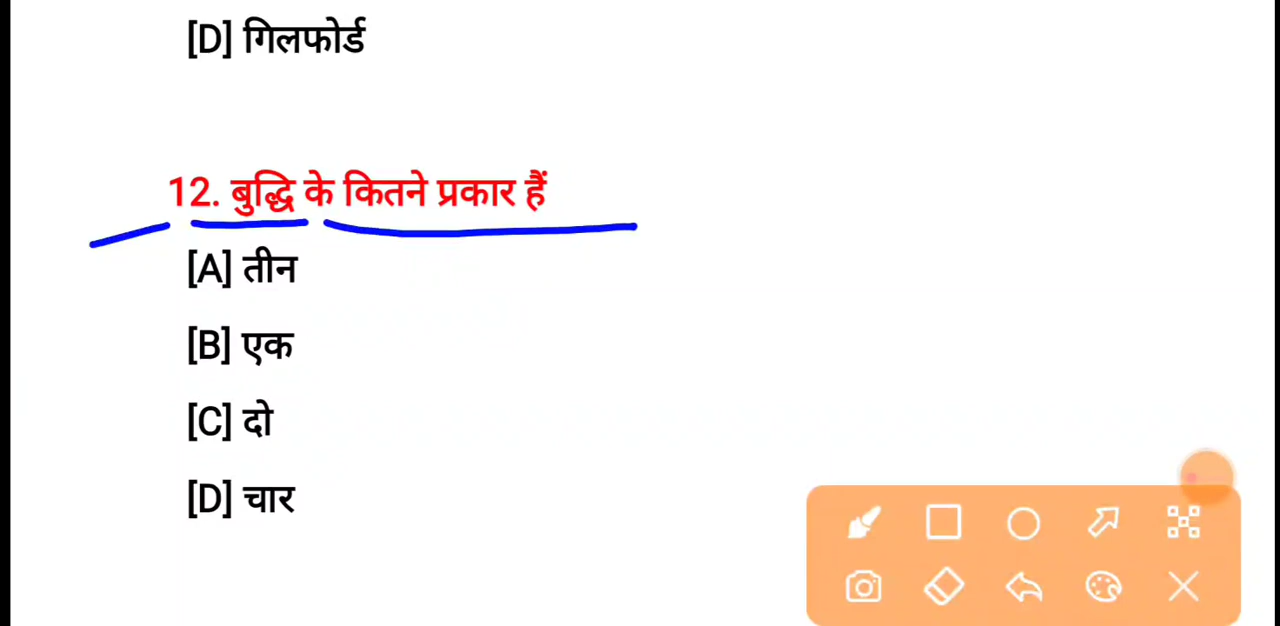 [D] गिलफोर्ड
12. बुद्धि के कितने प्रकार हैं
[A] तीन
[B] एक
[C] दो
[D] चार